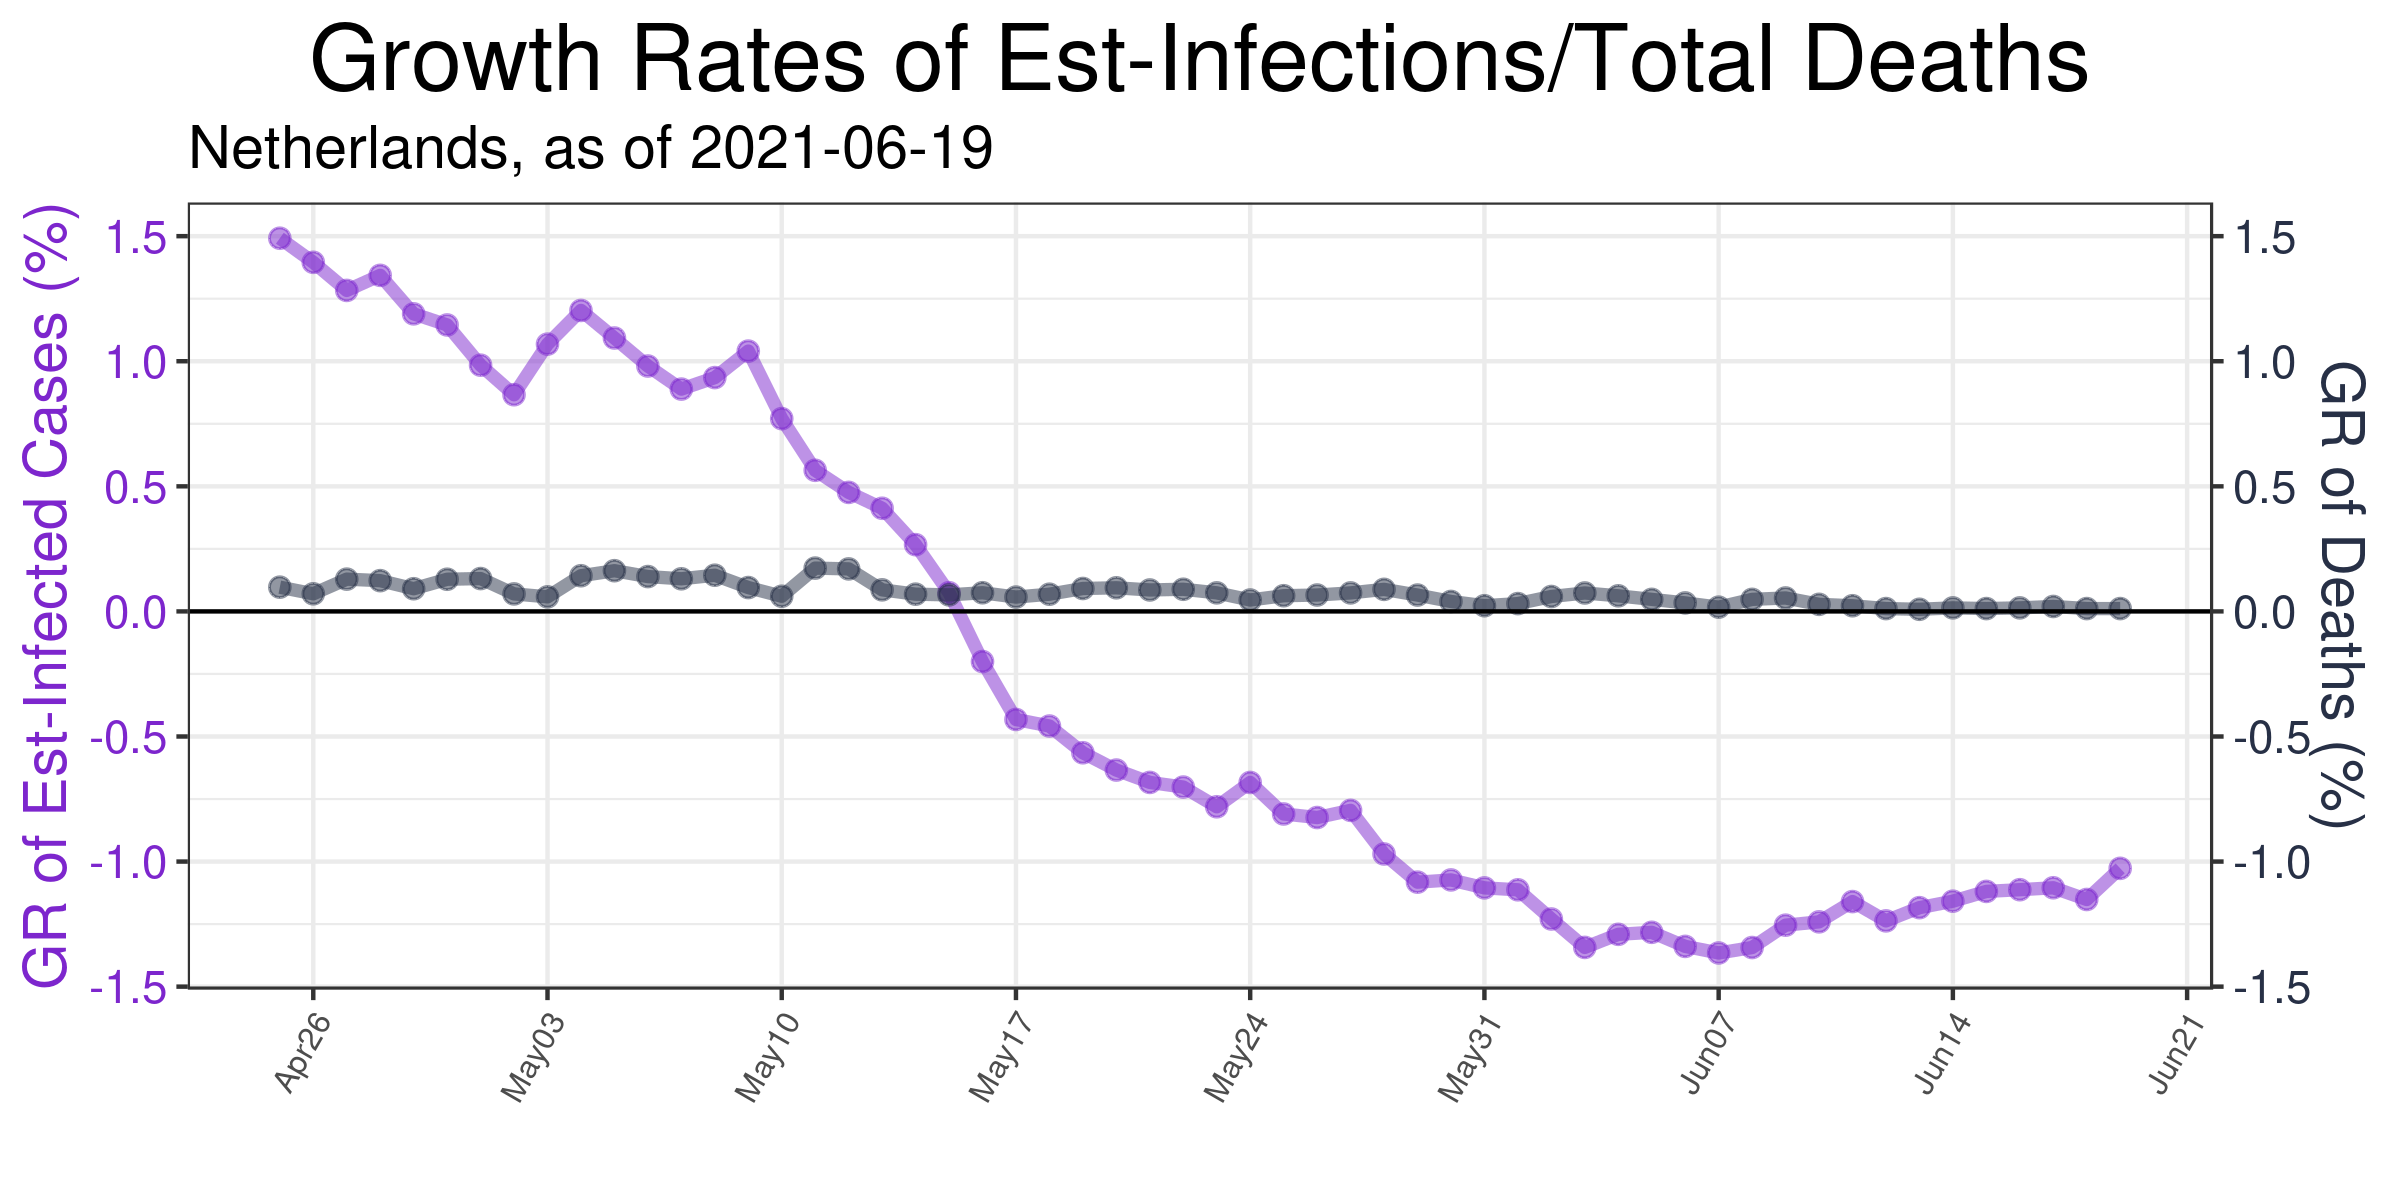 Growth Rates of Est-Infections/Total Deaths
Netherlands, as of 2021-06-19
GR of Est-Infected Cases (%)
1.5
1.0
0.5
0.0
-0.5
-1.0
-1.5
1.5
1.0
0.5
0.0
-0.5
-1.0
-1.5
GR of Deaths (%)
Apr26
May03
May10
May17
May24
May31
Jun07
Jun14
Jun21